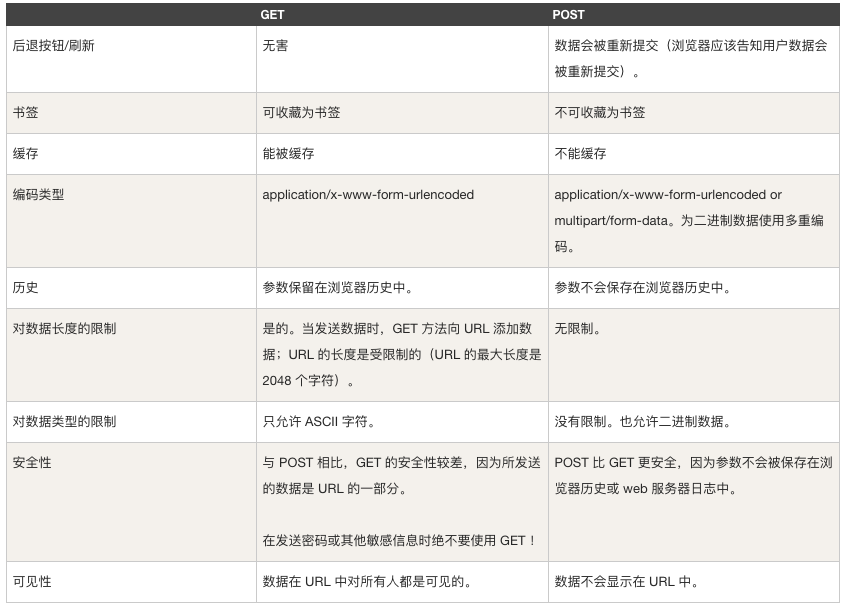 GET POST
后退按钮/刷新 无害 数据会被重新提交（浏览器应该告知用户数据会
被重新提交）。
书签 可收藏为书签 不可收藏为书签
缓存 能被缓存 不能缓存
编码类型 application/x-www-form-urlencoded application/x-www-form-urlencoded or
multipart/form-data。为二进制数据使用多重编
码。
历史 参数保留在浏览器历史中。 参数不会保存在浏览器历史中。
对数据长度的限制 是的。当发送数据时，GET 方法向 URL 添加数 无限制。
据；URL 的长度是受限制的（URL 的最大长度是
2048 个字符）。
对数据类型的限制 只允许 ASCII 字符。 没有限制。也允许二进制数据。
安全性 与 POST 相比，GET 的安全性较差，因为所发送 POST 比 GET 更安全，因为参数不会被保存在浏
的数据是 URL 的一部分。 览器历史或 web 服务器日志中。
在发送密码或其他敏感信息时绝不要使用 GET ！
可见性 数据在 URL 中对所有人都是可见的。 数据不会显示在 URL 中。